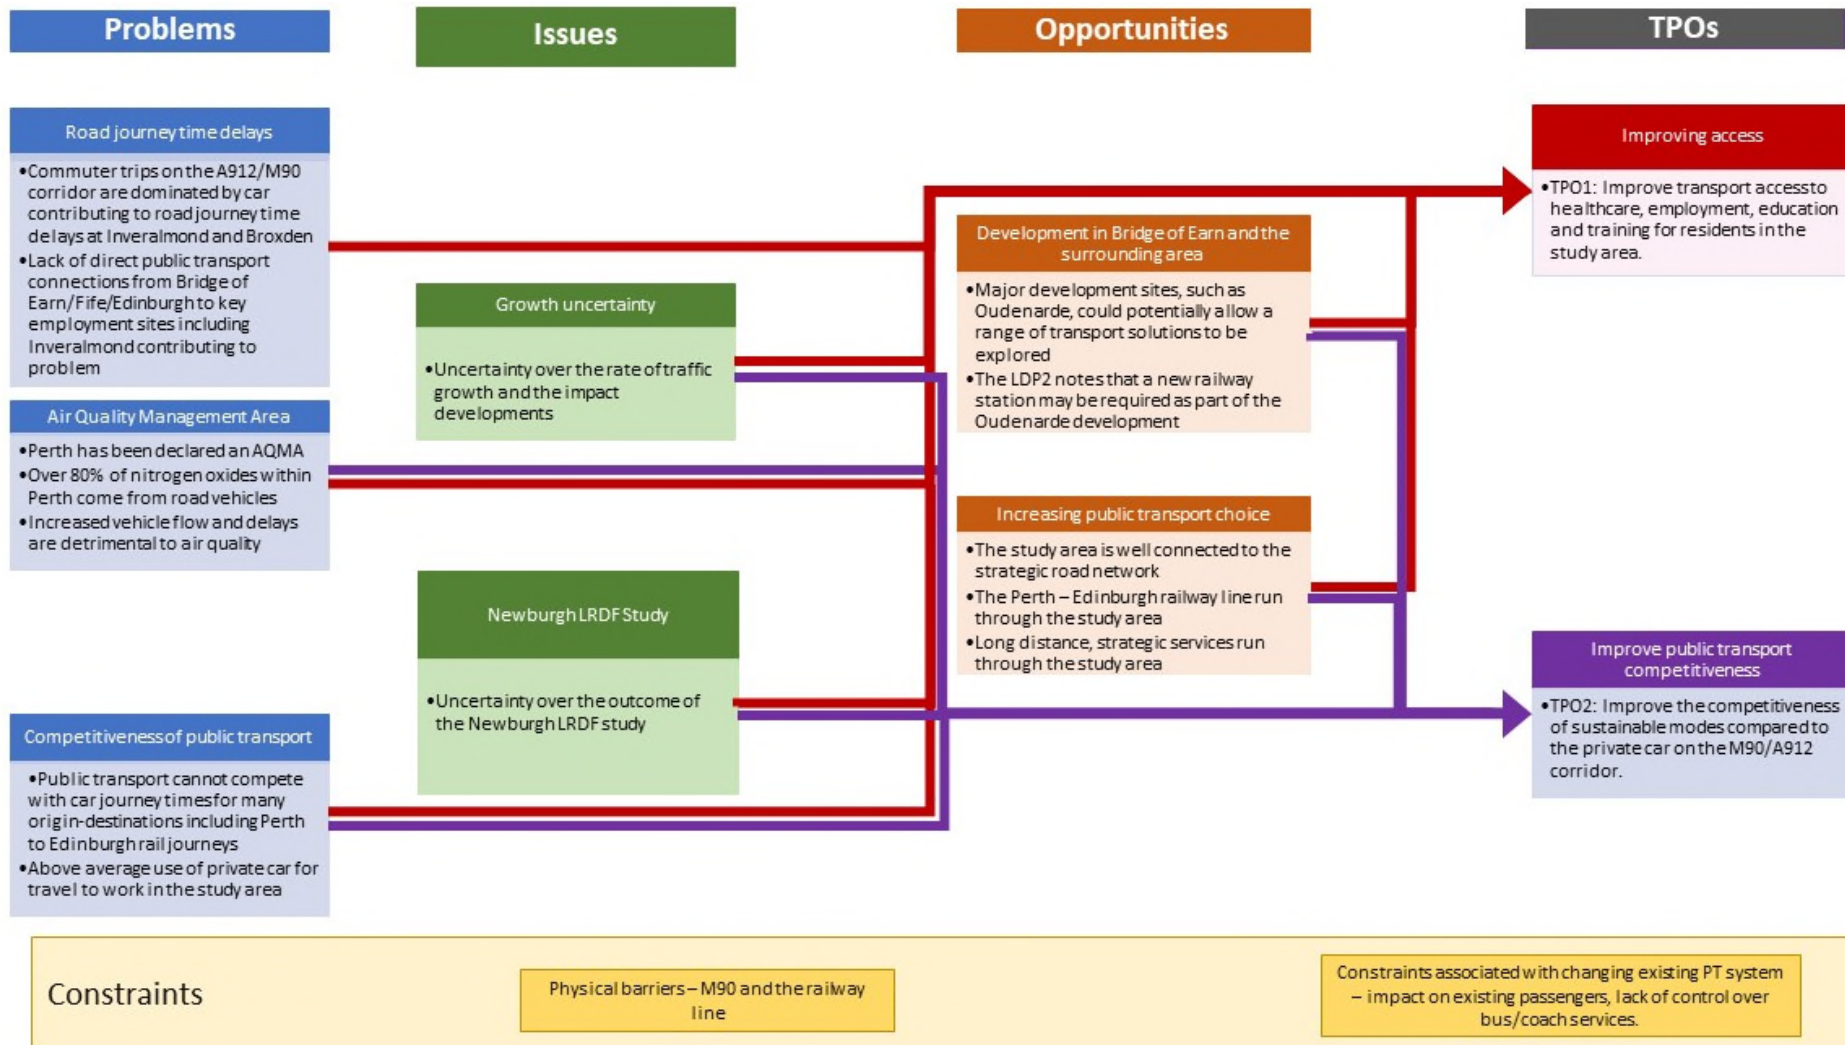 Problems
Issues
Opportunities
TPOs
Road journey time delays
•Commuter trips on the A912/M90
corridor are dominated by car
contributing to road journey time
delays at Inveralmond and Broxden
•Lack of direct public transport
connections from Bridge of
Earn/Fife/Edinburgh to key
employment sites including
Inveralmond contributing to
problem
Air Quality Management Area
•Perth has been declared an AQMA
•Over 80% of nitrogen oxides within
Perth come from road vehicles
•Increased vehicle flow and delays
are detrimental to air quality
Competitiveness of public transport
•Public transport cannot compete
with car journey times for many
origin-destinations including Perth
to Edinburgh rail journeys
•Above average use of private car for
travel to work in the study area
Growth uncertainty
•Uncertainty over the rate of traffic
growth and the impact
developments
Newburgh LRDF Study
•Uncertainty over the outcome of
the Newburgh LRDF study
Development in Bridge of Earn and the
surrounding area
•Major development sites, such as
Oudenarde, could potentially allow a
range of transport solutions to be
explored
•The LDP2 notes that a new railway
station may be required as part of the
Oudenarde development
Increasing public transport choice
•The study area is well connected to the
strategic road network
•The Perth – Edinburgh railway line run
through the study area
•Long distance, strategic services run
through the study area
Improving access
•TPO1: Improve transport access to
healthcare, employment, education
and training for residents in the
study area.
Improve public transport
competitiveness
•TPO2: Improve the competitiveness
of sustainable modes compared to
the private car on the M90/A912
corridor.
Constraints
Physical barriers – M90 and the railway
line
Constraints associated with changing existing PT system
– impact on existing passengers, lack of control over
bus/coach services.